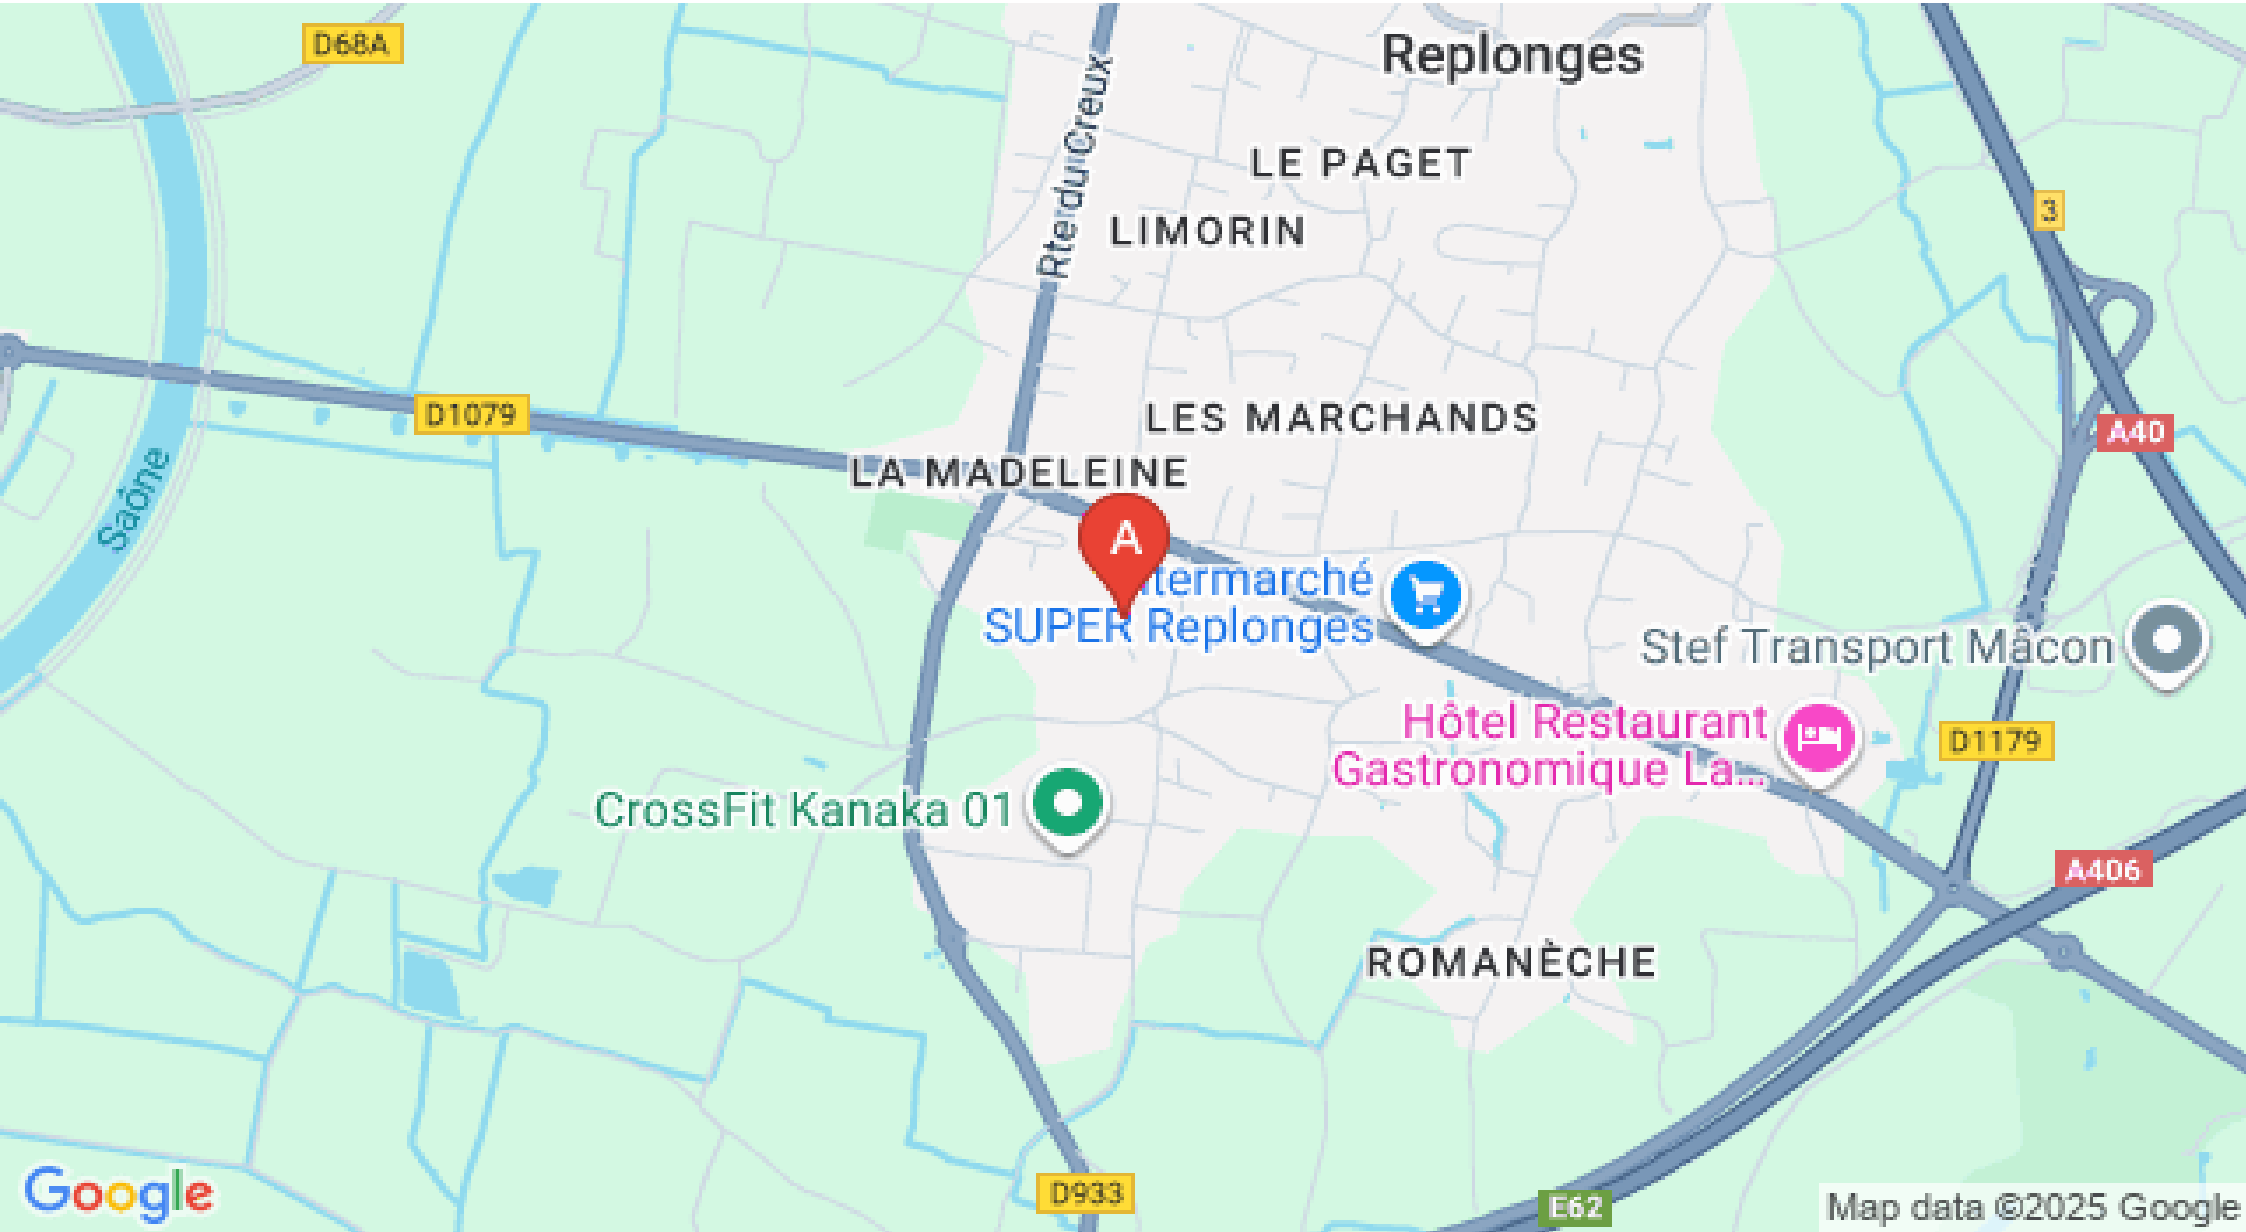 D68A
Replonges
Rte du Creux
LE PAGET
3
LIMORIN
D1079
LES MARCHANDS
A40
LA MADELEINE
Saône
A
termarché
SUPER Replonges
Stef Transport Mâcon
Hôtel Restaurant
Gastronomique La...
D1179
CrossFit Kanaka 01
A406
ROMANÈCHE
D933
E62
Google
Map data ©2025 Google